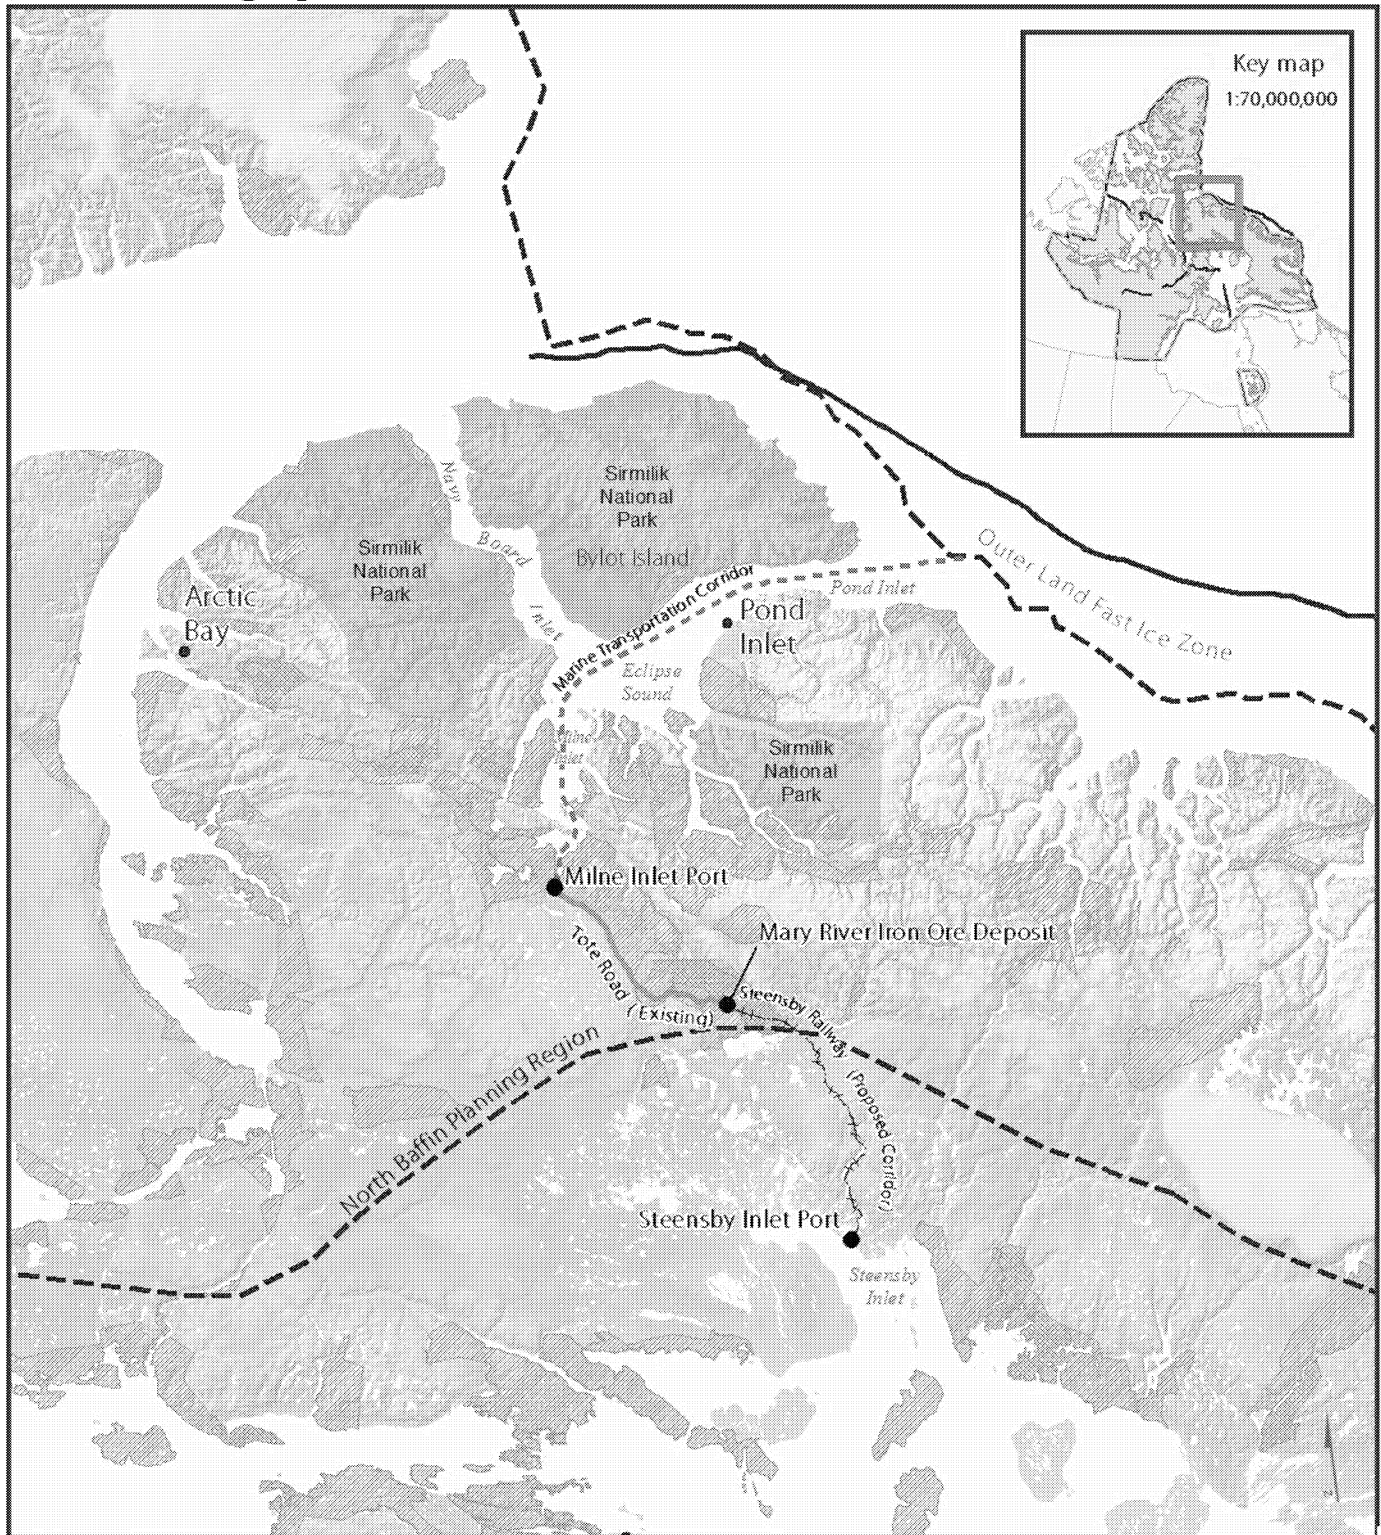 Key map
1:70,000,000
Navy
Board
Inlet
Sirmilik
National
Park
Bylot Island
Sirmilik
National
Park
Outer Land Fast Ice Zone
Arctic
Bay
Marine Transportation Corridor
Pond Inlet
Pond
Inlet
Eclipse
Sound
Milne
Inlet
Sirmilik
National
Park
Milne Inlet Port
Mary River Iron Ore Deposit
Tote Road (Existing)
Steensby Railway (Proposed Corridor)
North Baffin Planning Region
Steensby Inlet Port
Steensby
Inlet